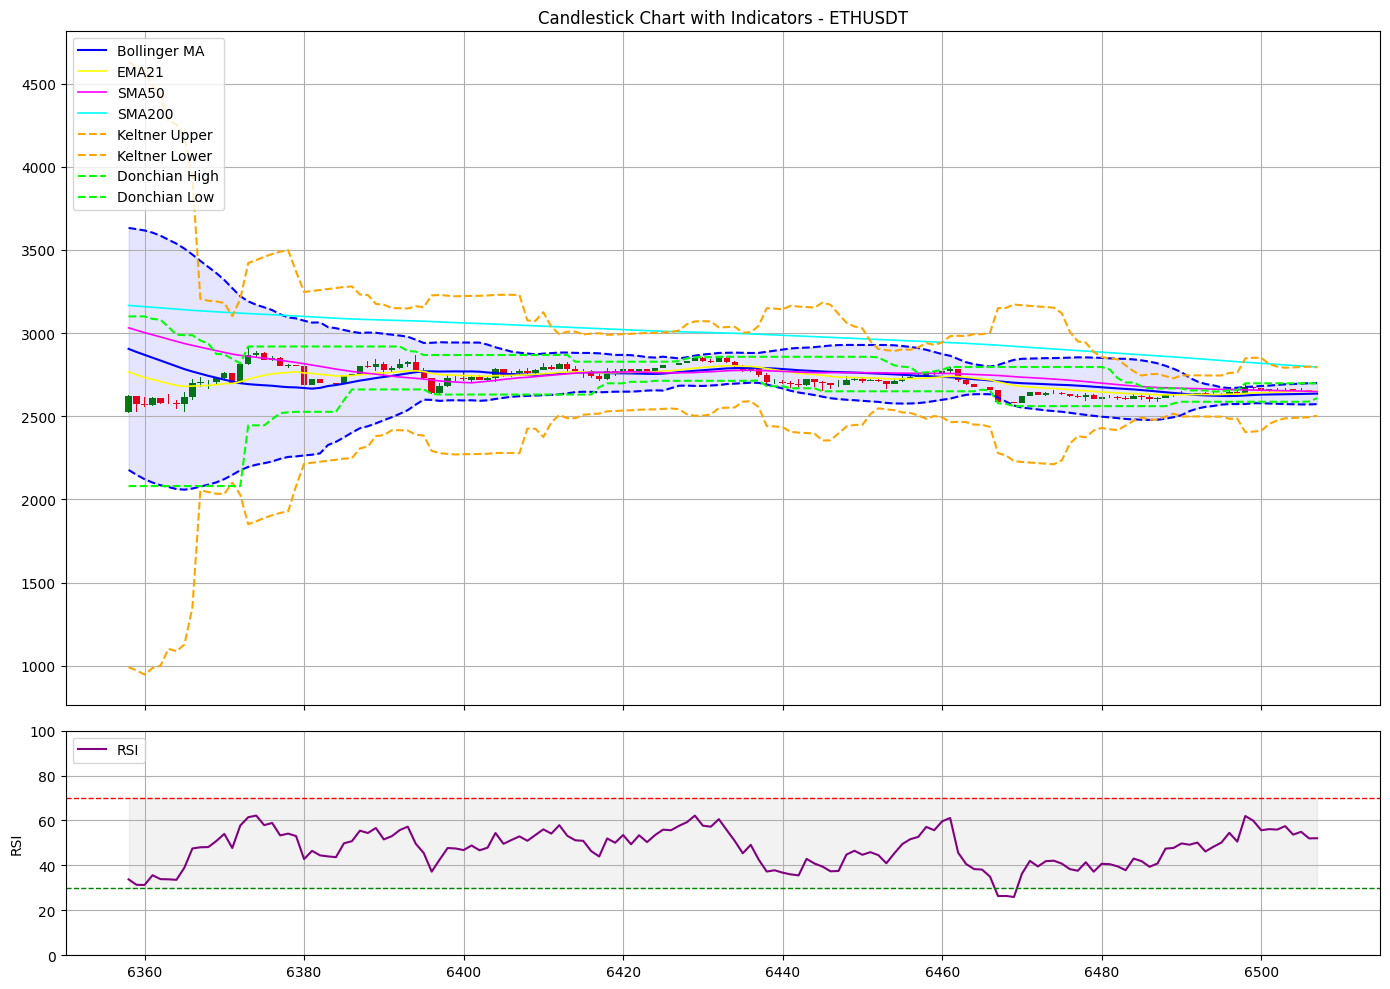 Candlestick Chart with Indicators - ETHUSDT
Bollinger MA
EMA21
SMA50
SMA200
Keltner Upper
Keltner Lower
Donchian High
Donchian Low
4500
4000
3500
3000
2500
2000
1500
1000
RSI
100
80
60
40
20
0
RSI
6360
6380
6400
6420
6440
6460
6480
6500